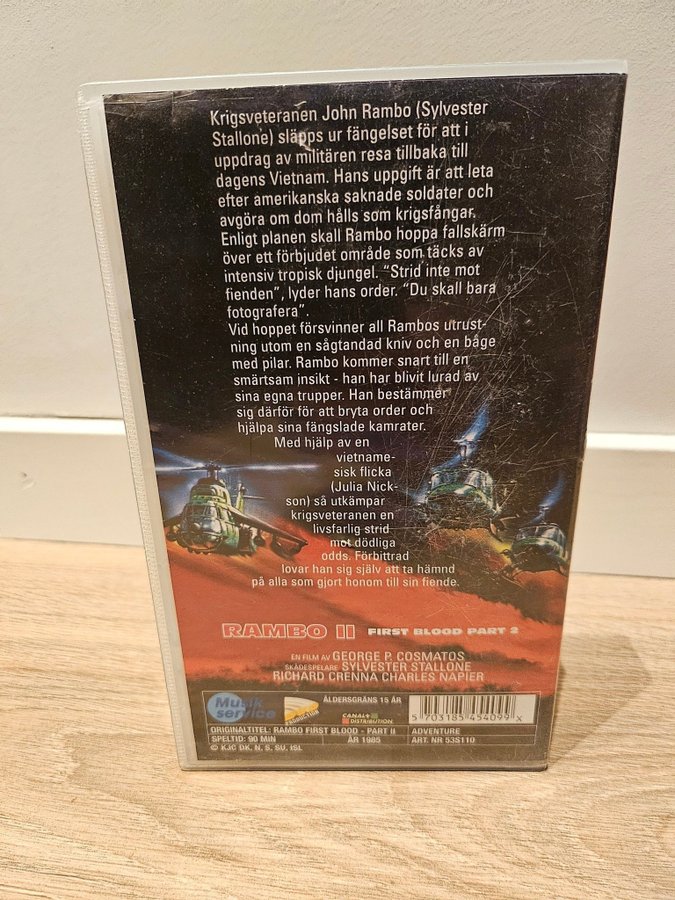 Krigsveteranen John Rambo (Sylvester
Stallone) släpps ur fängelset för att i
uppdrag av militären resa tillbaka till
dagens Vietnam. Hans uppgift är att leta
efter amerikanska saknade soldater och
avgöra om dom hålls som krigsfångar.
Enligt planen skall Rambo hoppa fallskärm
över ett förbjudet område som täcks av
intensiv tropisk djungel. “Strid inte mot
fienden”, lyder hans order. “Du skall bara
fotografera”.
Vid hoppet försvinner all Rambos utrust-
ning utom en sågtandad kniv och en båge
med pilar. Rambo kommer snart till en
smärtsam insikt - han har blivit lurad av
sina egna trupper. Han bestämmer
sig därför för att bryta order och
hjälpa sina fängslade kamrater.
Med hjälp av en
vietname-
sisk flicka
(Julia Nick-
son) så utkämpar
krigsveteranen en
livsfarlig strid
mot dödliga
odds. Förbittrad
lovar han sig själv att ta hämnd
på alla som gjort honom till sin fiende.
RAMBO II FIRST BLOOD PART 2
EN FILM AV GEORGE P. COSMATOS
SKÅDESPELARE SYLVESTER STALLONE
RICHARD CRENNA CHARLES NAPIER
Musik
service
PRODUCTION
ÅLDERSGRÄNS 15 ÅR
CANAL+
DISTRIBUTION
5 703185 454099 X
ORIGINALTITEL: RAMBO FIRST BLOOD - PART II
ADVENTURE
SPELTID: 90 MIN
ÅR 1985
ART. NR 53S110
© KJC DK, N. S. SU, ISL